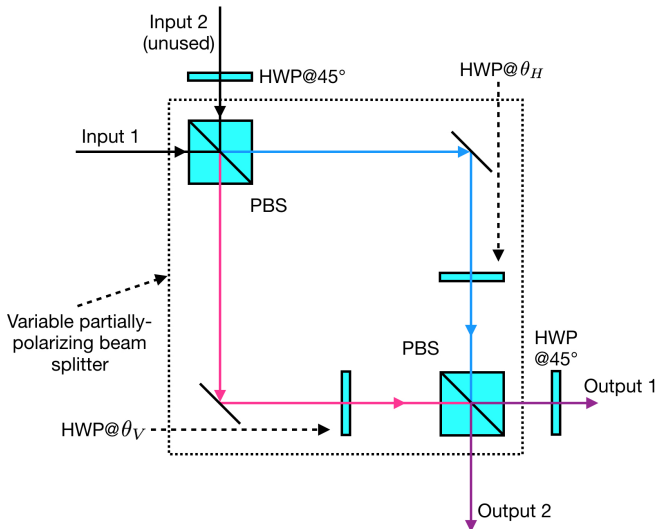 Input 2
(unused)
HWP@45°
HWP@θ_H
Input 1
PBS
Variable partially-
polarizing beam
splitter
PBS
HWP
@45°
Output 1
HWP@θ_V
Output 2